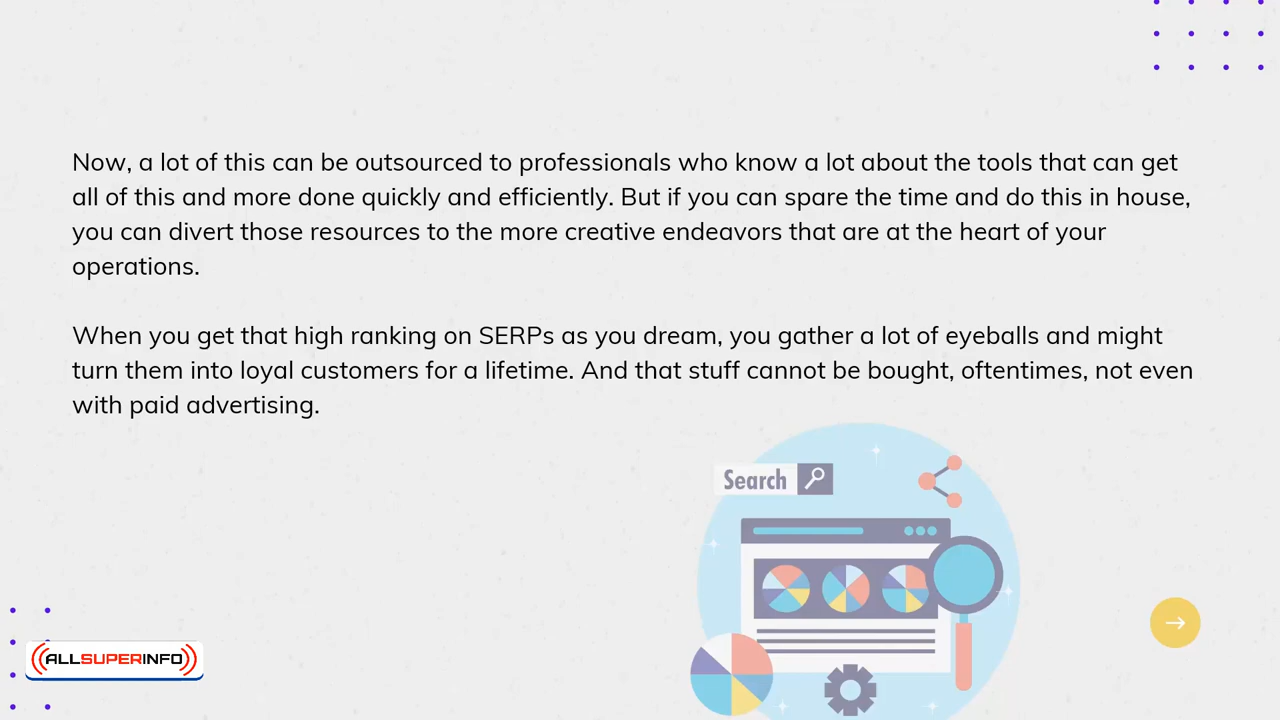 Now, a lot of this can be outsourced to professionals who know a lot about the tools that can get
all of this and more done quickly and efficiently. But if you can spare the time and do this in house,
you can divert those resources to the more creative endeavors that are at the heart of your
operations.
When you get that high ranking on SERPs as you dream, you gather a lot of eyeballs and might
turn them into loyal customers for a lifetime. And that stuff cannot be bought, oftentimes, not even
with paid advertising.
Search
ALLSUPERINFO